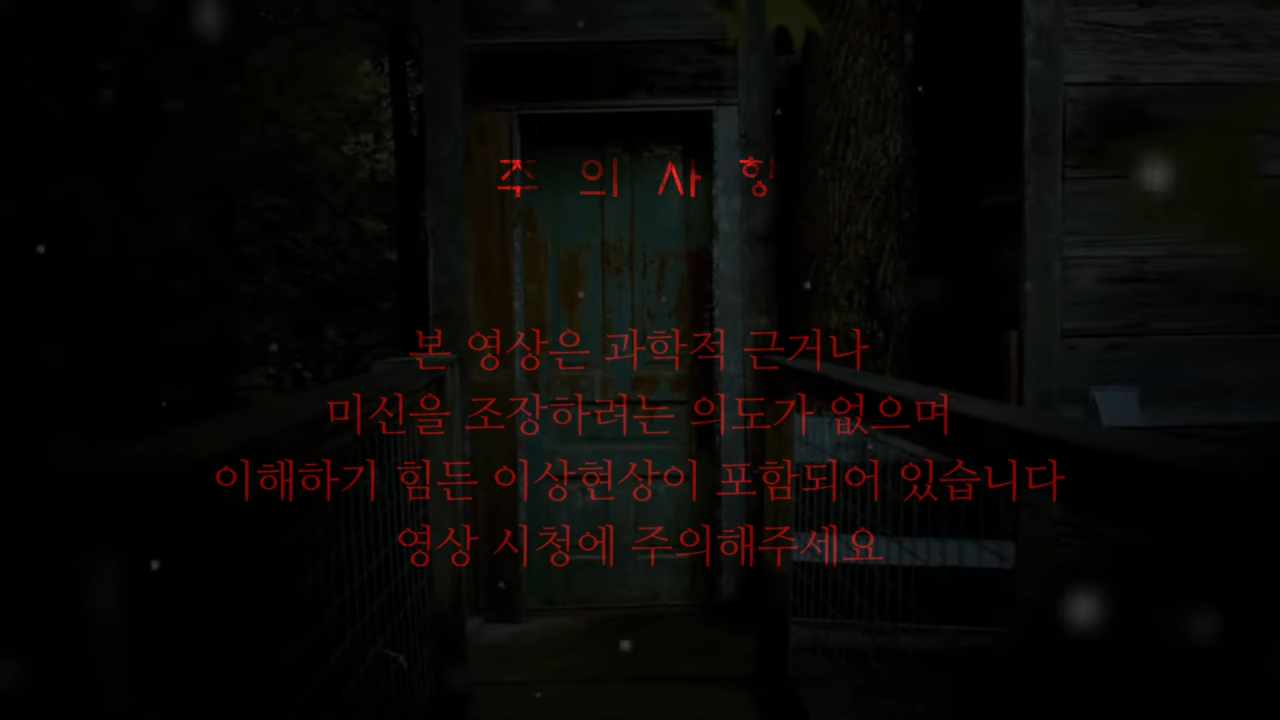 주 의 사 항
본 영상은 과학적 근거나
미신을 조장하려는 의도가 없으며
이해하기 힘든 이상현상이 포함되어 있습니다
영상 시청에 주의해주세요